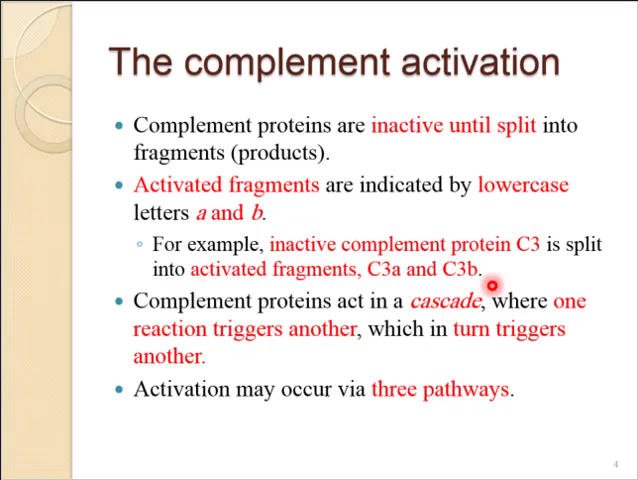 The complement activation
• Complement proteins are inactive until split into
fragments (products).
• Activated fragments are indicated by lowercase
letters a and b.
◦ For example, inactive complement protein C3 is split
into activated fragments, C3a and C3b.
• Complement proteins act in a cascade, where one
reaction triggers another, which in turn triggers
another.
• Activation may occur via three pathways.
4